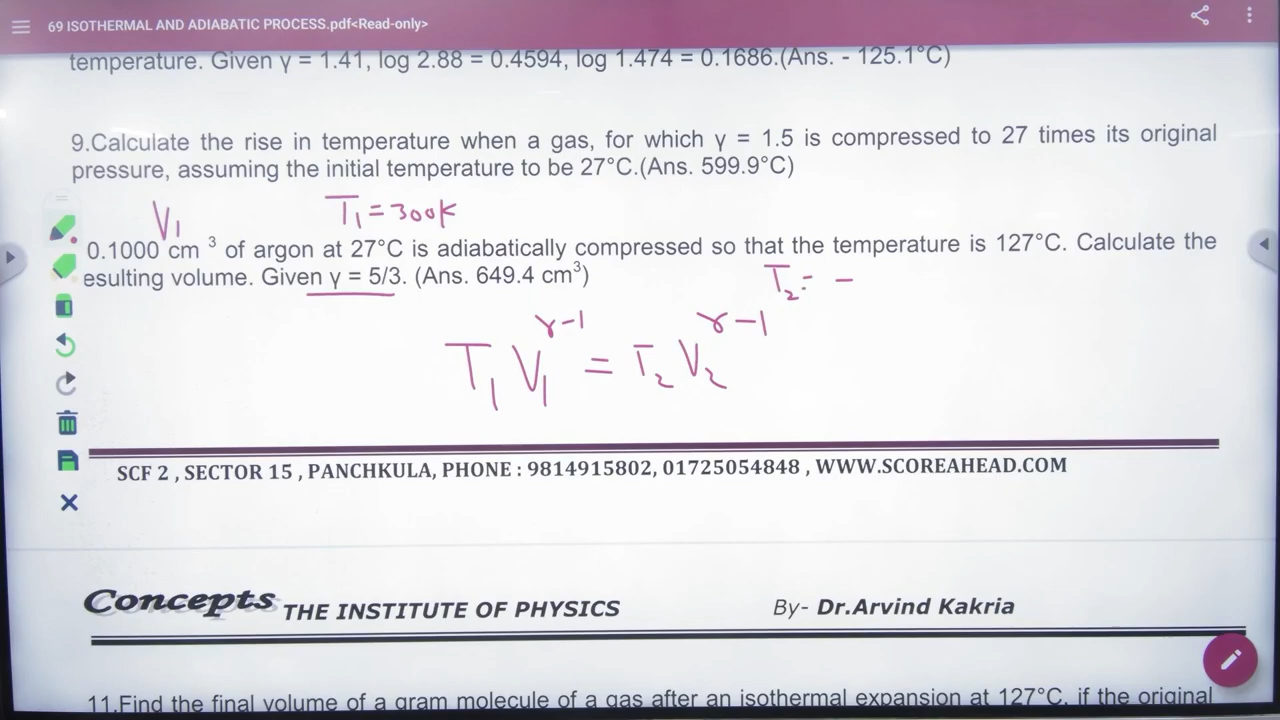 69 ISOTHERMAL AND ADIABATIC PROCESS.pdf<Read-only>
temperature. Given γ = 1.41, log 2.88 = 0.4594, log 1.474 = 0.1686.(Ans. - 125.1°C)
9.Calculate the rise in temperature when a gas, for which γ = 1.5 is compressed to 27 times its original
pressure, assuming the initial temperature to be 27°C.(Ans. 599.9°C)
V₁ T₁ = 300K
0.1000 cm ³ of argon at 27°C is adiabatically compressed so that the temperature is 127°C. Calculate the
esulting volume. Given γ = 5/3. (Ans. 649.4 cm³)
T₂ = –
T₁ V₁^γ–1 = T₂ V₂^γ–1
SCF 2 , SECTOR 15 , PANCHKULA, PHONE : 9814915802, 01725054848 , WWW.SCOREAHEAD.COM
Concepts THE INSTITUTE OF PHYSICS By- Dr.Arvind Kakria
11.Find the final volume of a gram molecule of a gas after an isothermal expansion at 127°C, if the original